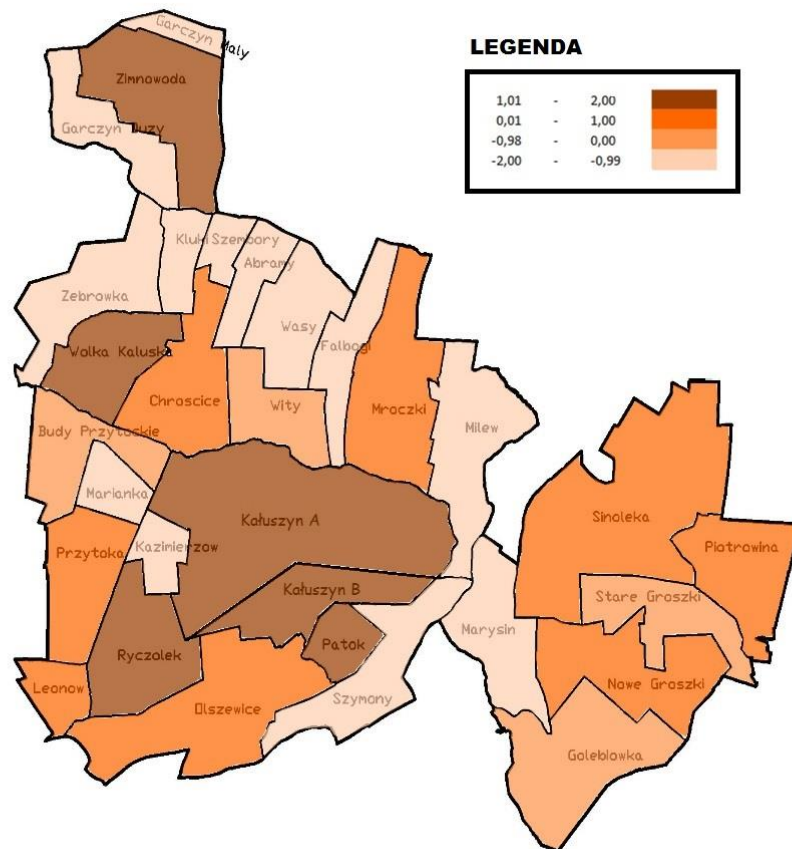 Garczyn Maly
LEGENDA
Zimnowoda
1,01 - 2,00
0,01 - 1,00
-0,98 - 0,00
-2,00 - -0,99
Garczyn Duzy
Kluki Szembory
Abramy
Zebrowka
Wasy
Falbogi
Wolka Kaluska
Chroscice
Wity
Mroczki
Milew
Budy Przytockie
Marianka
Kałuszyn A
Sinoleka
Kazimierzow
Piotrowina
Przytoka
Kałuszyn B
Stare Groszki
Marysin
Patok
Ryczolek
Leonow
Nowe Groszki
Szymony
Olszewice
Golebiowka